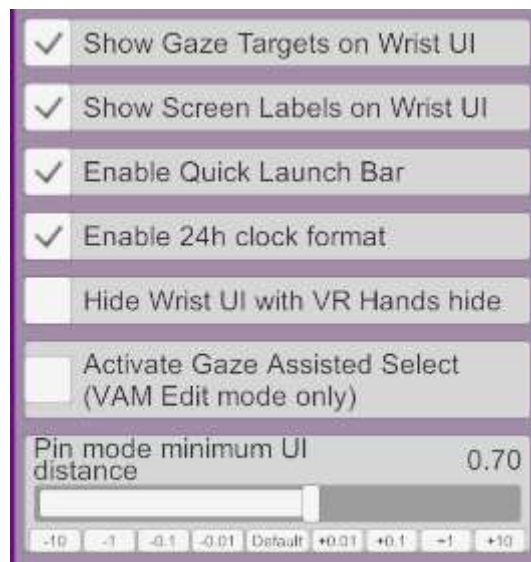 Show Gaze Targets on Wrist UI
Show Screen Labels on Wrist UI
Enable Quick Launch Bar
Enable 24h clock format
Hide Wrist UI with VR Hands hide
Activate Gaze Assisted Select
(VAM Edit mode only)
Pin mode minimum UI
distance
0.70
-10 -1 -0.1 -0.01 Default +0.01 +0.1 +1 +10